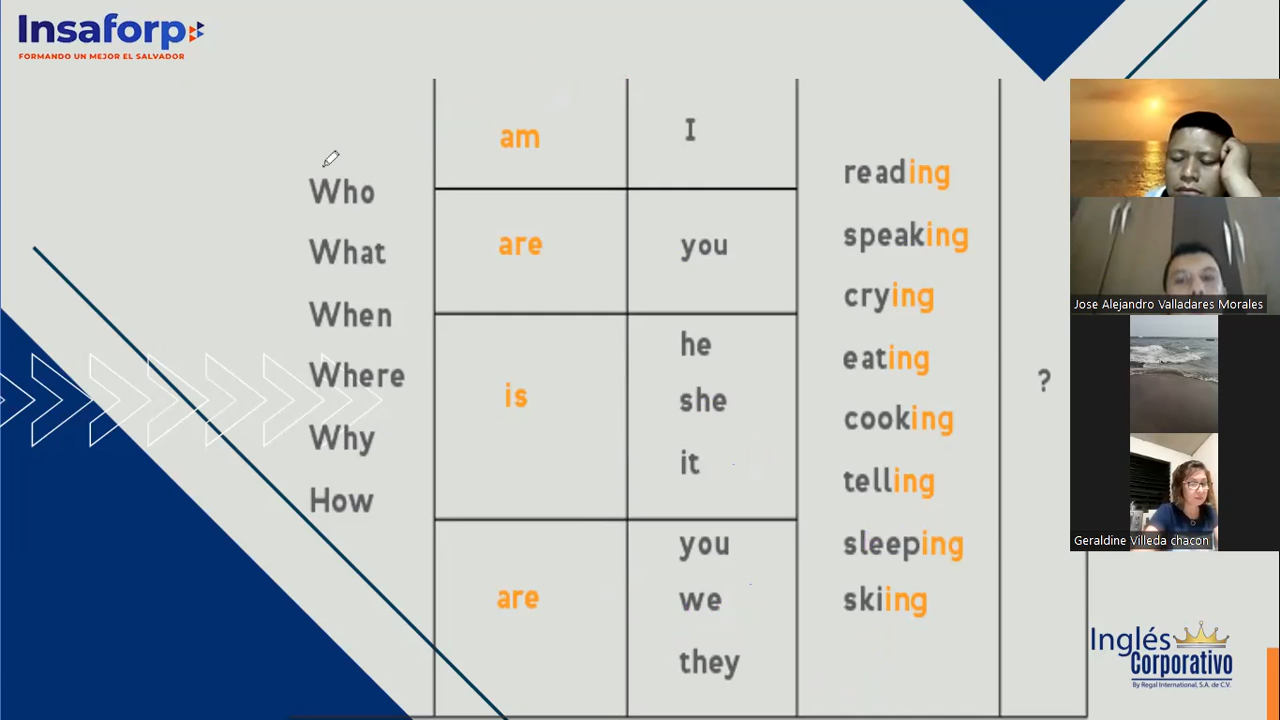 Insaforp
FORMANDO UN MEJOR EL SALVADOR
Who
What
When
Where
Why
How
am
are
is
are
I
you
he
she
it
you
we
they
reading
speaking
crying
eating
cooking
telling
sleeping
skiing
?
Jose Alejandro Valladares Morales
Geraldine Villeda chacon
Inglés
Corporativo
By Regal International, S.A. de C.V.